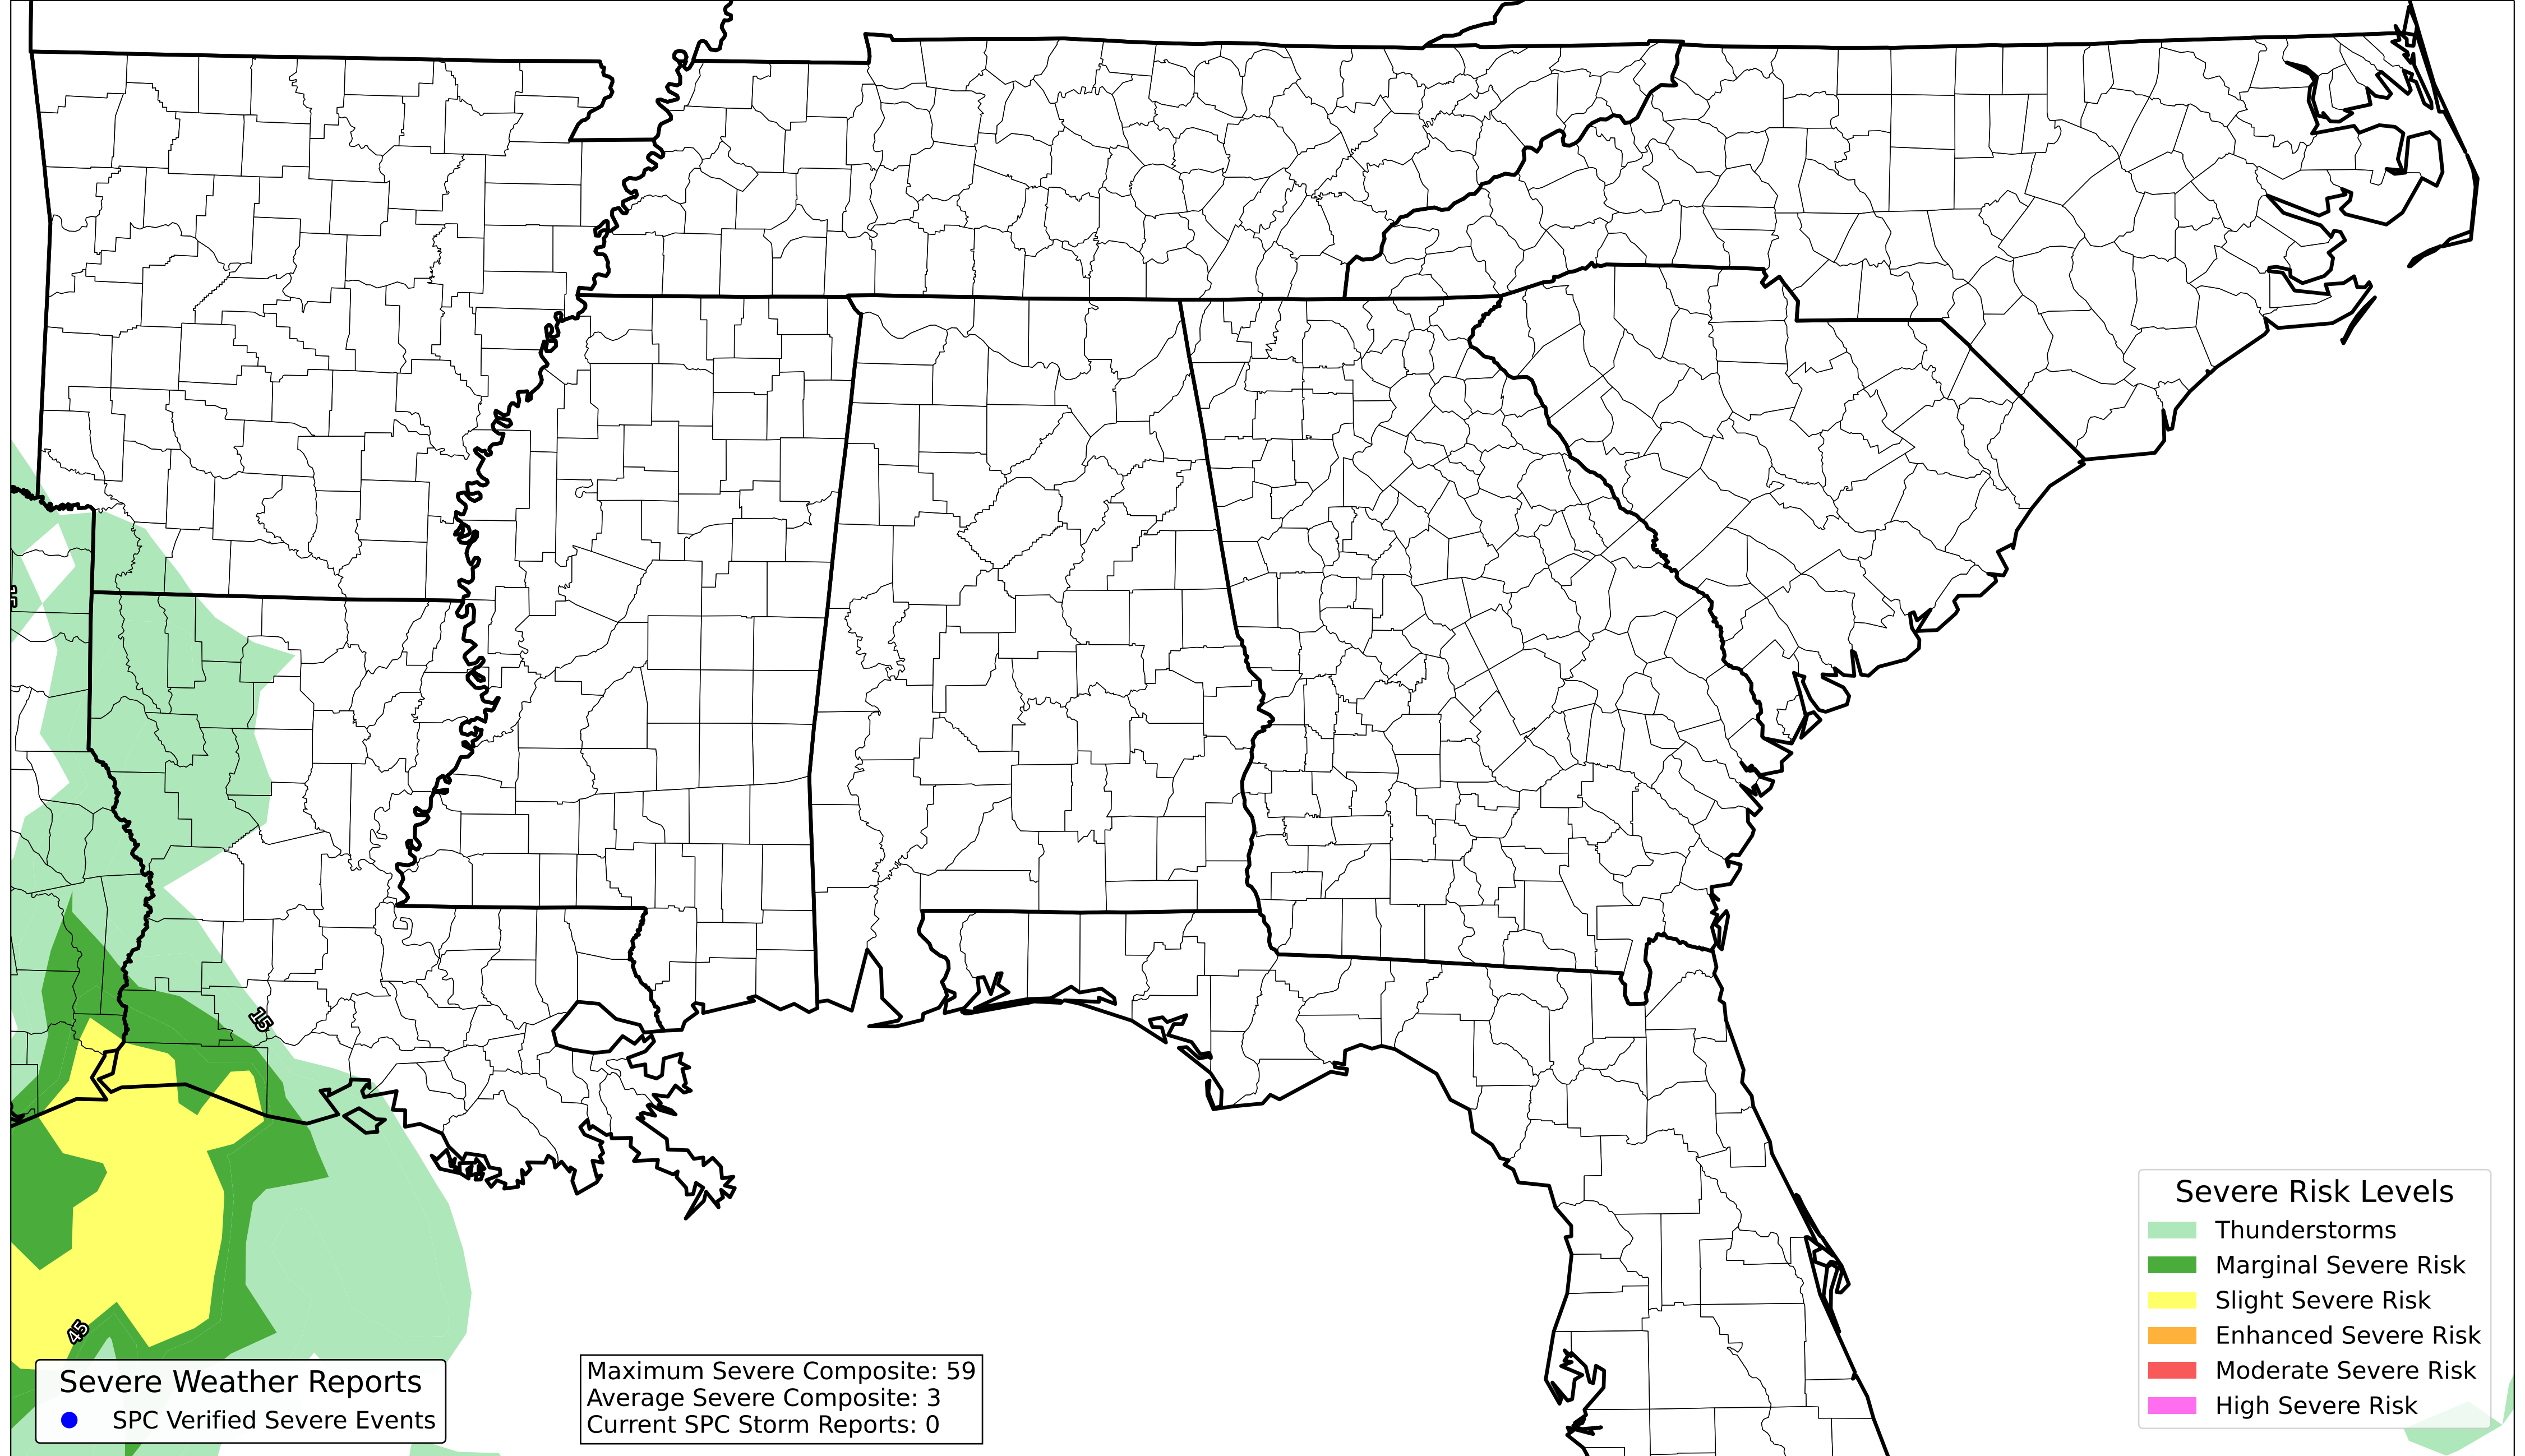 15
45
Severe Weather Reports
SPC Verified Severe Events
Maximum Severe Composite: 59
Average Severe Composite: 3
Current SPC Storm Reports: 0
Severe Risk Levels
Thunderstorms
Marginal Severe Risk
Slight Severe Risk
Enhanced Severe Risk
Moderate Severe Risk
High Severe Risk